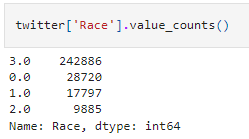 twitter['Race'].value_counts()
3.0    242886
0.0     28720
1.0     17797
2.0      9885
Name: Race, dtype: int64